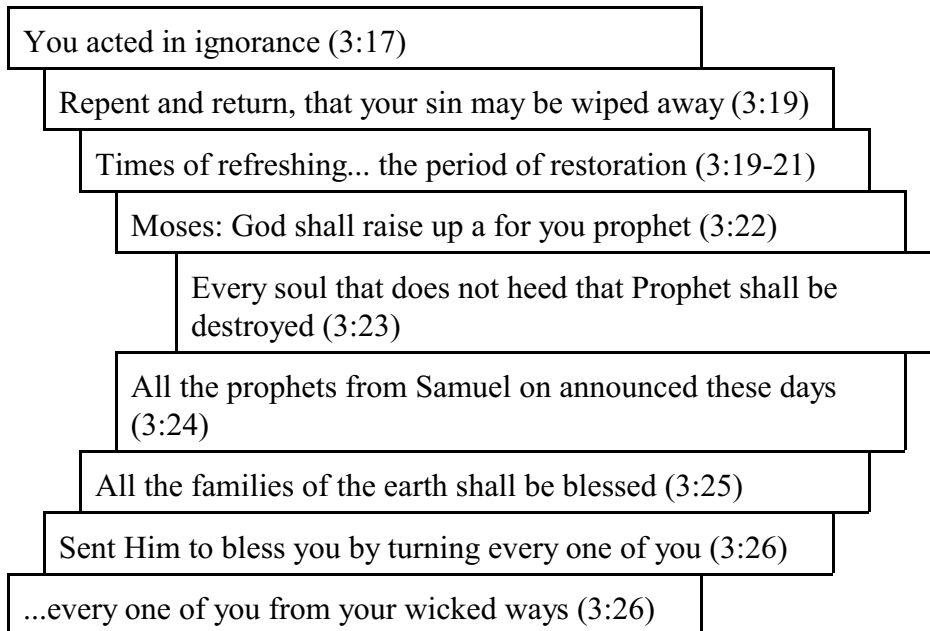 You acted in ignorance (3:17)
Repent and return, that your sin may be wiped away (3:19)
Times of refreshing... the period of restoration (3:19-21)
Moses: God shall raise up a for you prophet (3:22)
Every soul that does not heed that Prophet shall be
destroyed (3:23)
All the prophets from Samuel on announced these days
(3:24)
All the families of the earth shall be blessed (3:25)
Sent Him to bless you by turning every one of you (3:26)
...every one of you from your wicked ways (3:26)